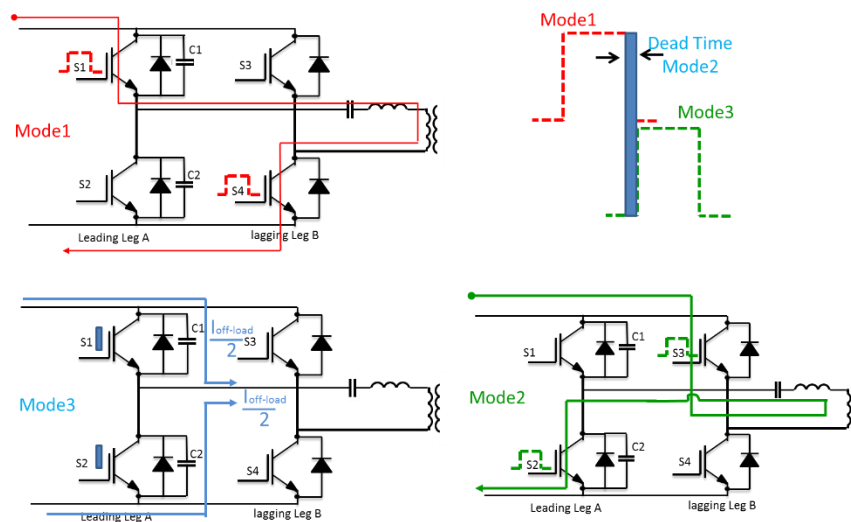 S1
C1
S3
Mode1
S2
C2
S4
Leading Leg A
lagging Leg B
Mode1
Dead Time
Mode2
Mode3
S1
C1
S3
I off-load
2
Mode3
I off-load
2
S2
C2
S4
Leading Leg A
lagging Leg B
S1
C1
S3
Mode2
S2
C2
S4
Leading Leg A
lagging Leg B